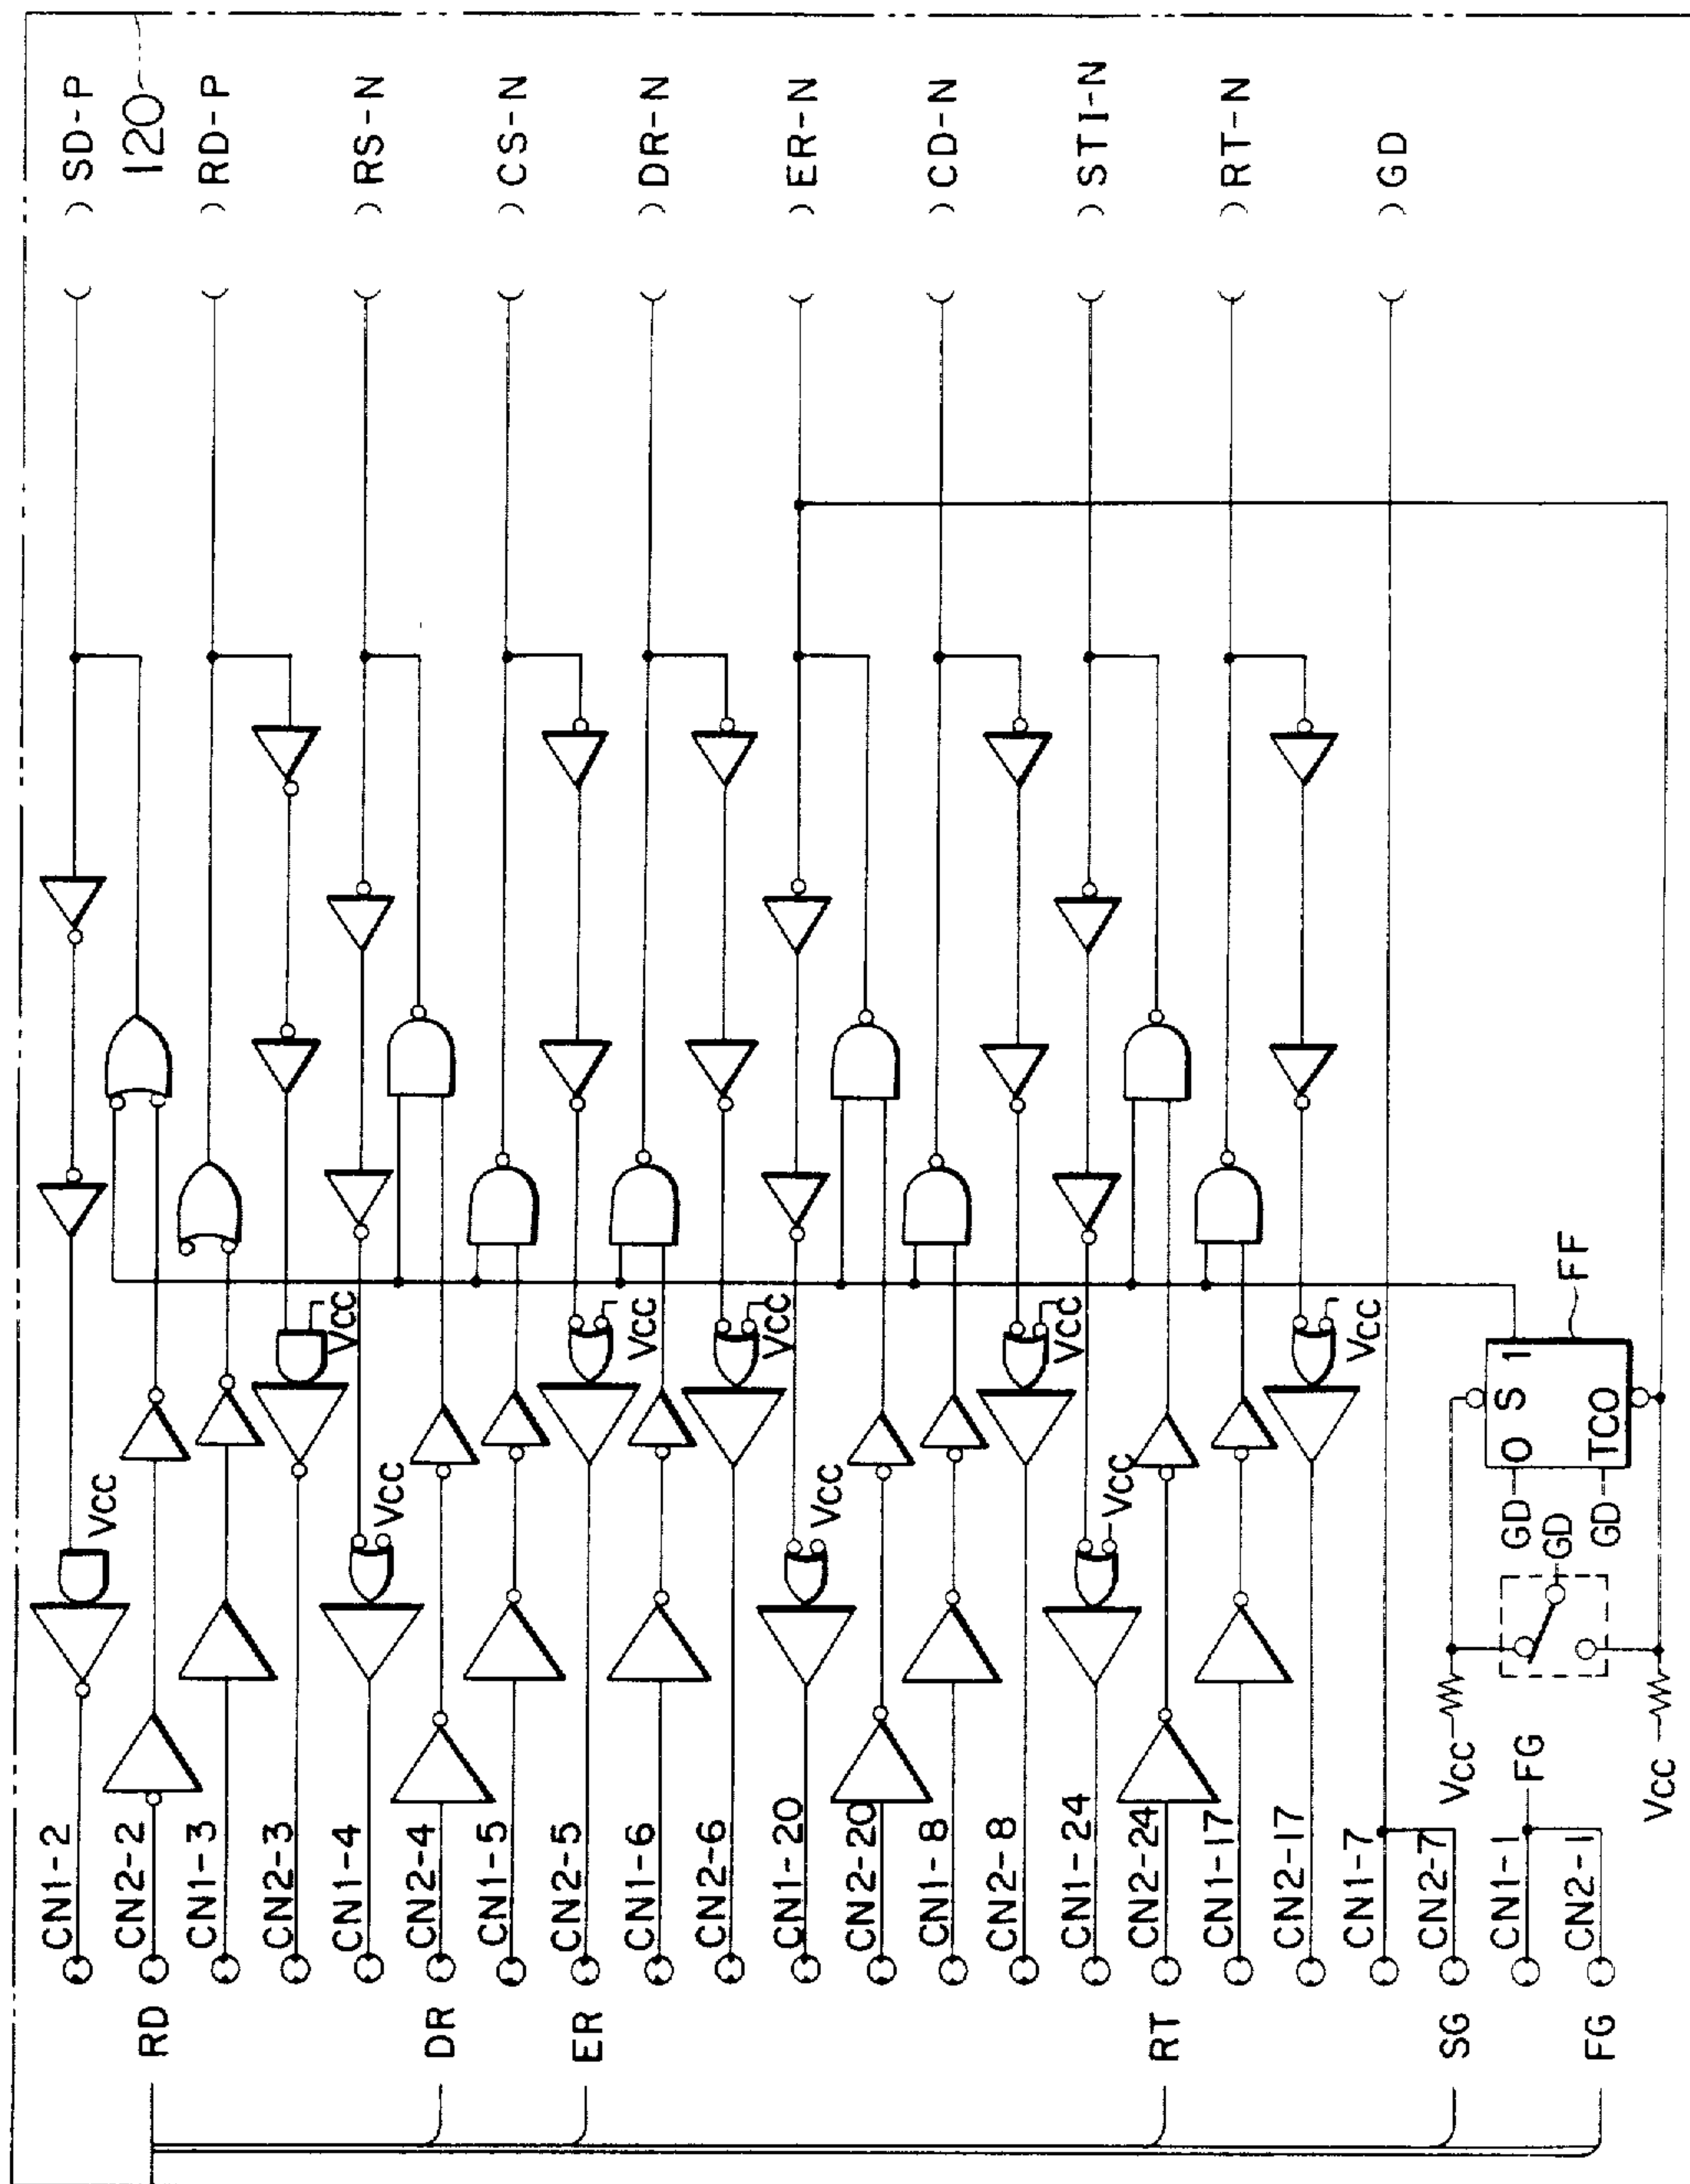 SD-P
120
RD-P
RS-N
CS-N
DR-N
ER-N
CD-N
STI-N
RT-N
GD
Vcc
Vcc
Vcc
Vcc
Vcc
Vcc
Vcc
Vcc
Vcc
Vcc
FF
0 S 1
TCO
GD
GD
GD
Vcc
FG
Vcc
CN1-2
CN2-2
CN1-3
CN2-3
CN1-4
CN2-4
CN1-5
CN2-5
CN1-6
CN2-6
CN1-20
CN2-20
CN1-8
CN2-8
CN1-24
CN2-24
CN1-17
CN2-17
CN1-7
CN2-7
CN1-1
CN2-1
RD
DR
ER
RT
SG
FG